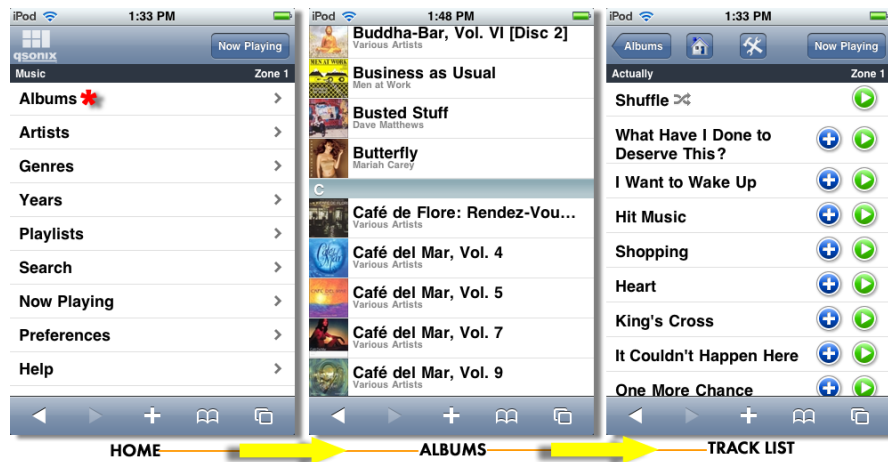 iPod 1:33 PM
qsonix Now Playing
Music Zone 1
Albums *
Artists
Genres
Years
Playlists
Search
Now Playing
Preferences
Help
HOME
iPod 1:48 PM
Buddha-Bar, Vol. VI [Disc 2]
Various Artists
MEN AT WORK
Business as Usual
Men at Work
Busted Stuff
Dave Matthews
Butterfly
Mariah Carey
C
Café de Flore: Rendez-Vou...
Various Artists
Café del Mar, Vol. 4
Various Artists
CAFÉ DEL MAR
Café del Mar, Vol. 5
Various Artists
Café del Mar, Vol. 7
Various Artists
Café del Mar, Vol. 9
Various Artists
ALBUMS
iPod 1:33 PM
Albums Now Playing
Actually Zone 1
Shuffle
What Have I Done to
Deserve This?
I Want to Wake Up
Hit Music
Shopping
Heart
King's Cross
It Couldn't Happen Here
One More Chance
TRACK LIST